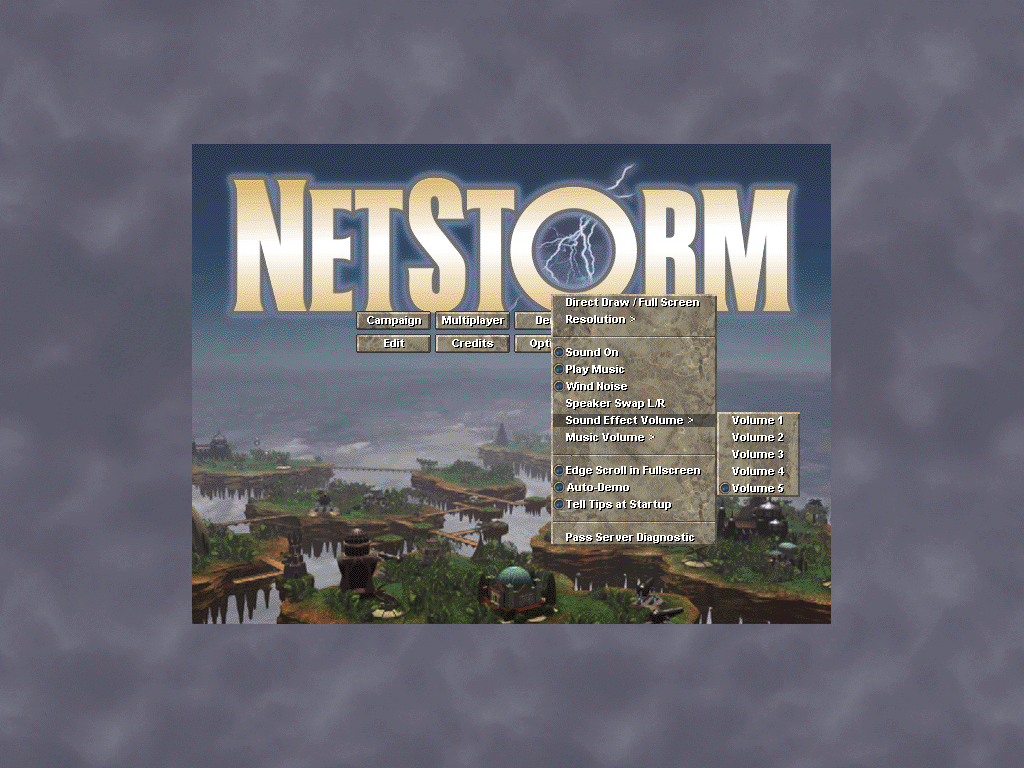 NETSTORM
Direct Draw / Full Screen
Resolution >
Campaign Multiplayer De
Edit Credits Opti
Sound On
Play Music
Wind Noise
Speaker Swap L/R
Sound Effect Volume >
Music Volume >
Volume 1
Volume 2
Volume 3
Volume 4
Volume 5
Edge Scroll in Fullscreen
Auto-Demo
Tell Tips at Startup
Pass Server Diagnostic